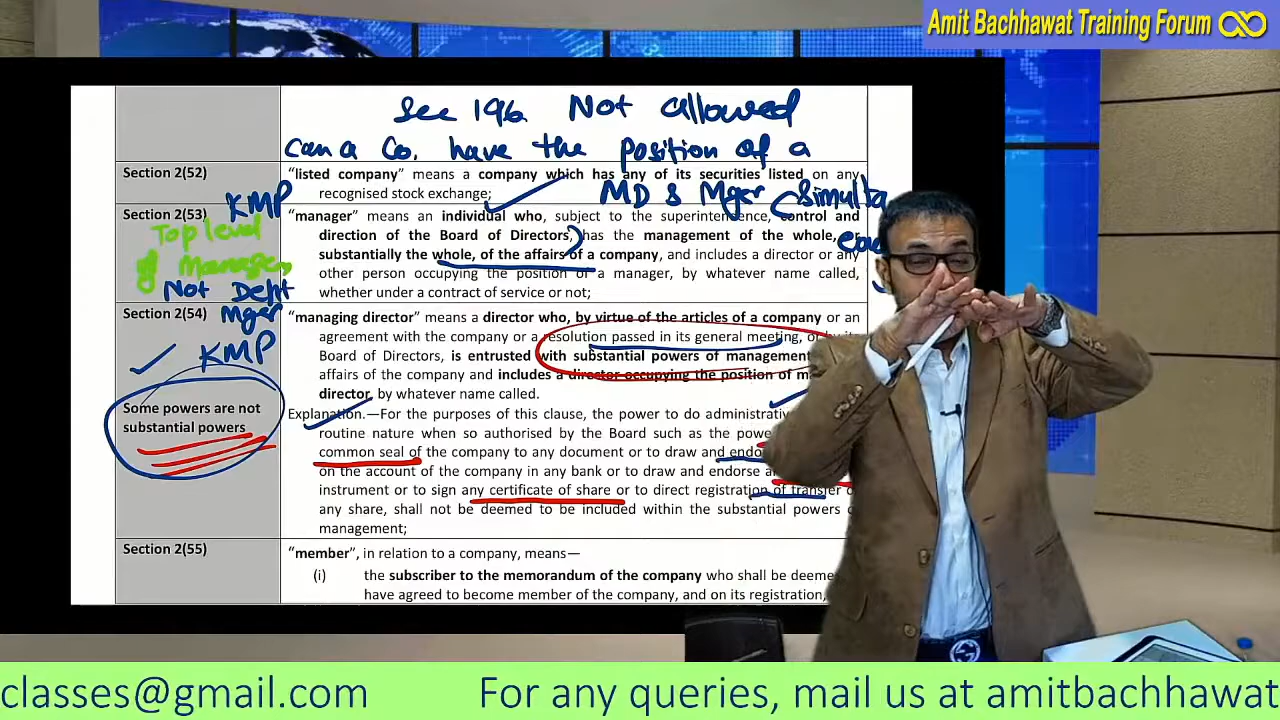 Amit Bachhawat Training Forum
See 196 Not allowed
Can a Co. have the position of a
MD & Mger (Simulta
Section 2(52)
“listed company” means a company which has any of its securities listed on any
recognised stock exchange;
Section 2(53)
KMP
Top level
Manager
Not Dept
Mger
“manager” means an individual who, subject to the superintendence, control and
direction of the Board of Directors, has the management of the whole, or
substantially the whole, of the affairs of a company, and includes a director or any
other person occupying the position of a manager, by whatever name called,
whether under a contract of service or not;
Section 2(54)
KMP
Some powers are not
substantial powers
“managing director” means a director who, by virtue of the articles of a company or an
agreement with the company or a resolution passed in its general meeting, or by its
Board of Directors, is entrusted with substantial powers of management
affairs of the company and includes a director occupying the position of m
director, by whatever name called.
Explanation.—For the purposes of this clause, the power to do administrativ
routine nature when so authorised by the Board such as the powe
common seal of the company to any document or to draw and endo
on the account of the company in any bank or to draw and endorse a
instrument or to sign any certificate of share or to direct registration of transfer o
any share, shall not be deemed to be included within the substantial powers o
management;
Section 2(55)
“member”, in relation to a company, means—
(i) the subscriber to the memorandum of the company who shall be deeme
have agreed to become member of the company, and on its registration,
classes@gmail.com For any queries, mail us at amitbachhawat